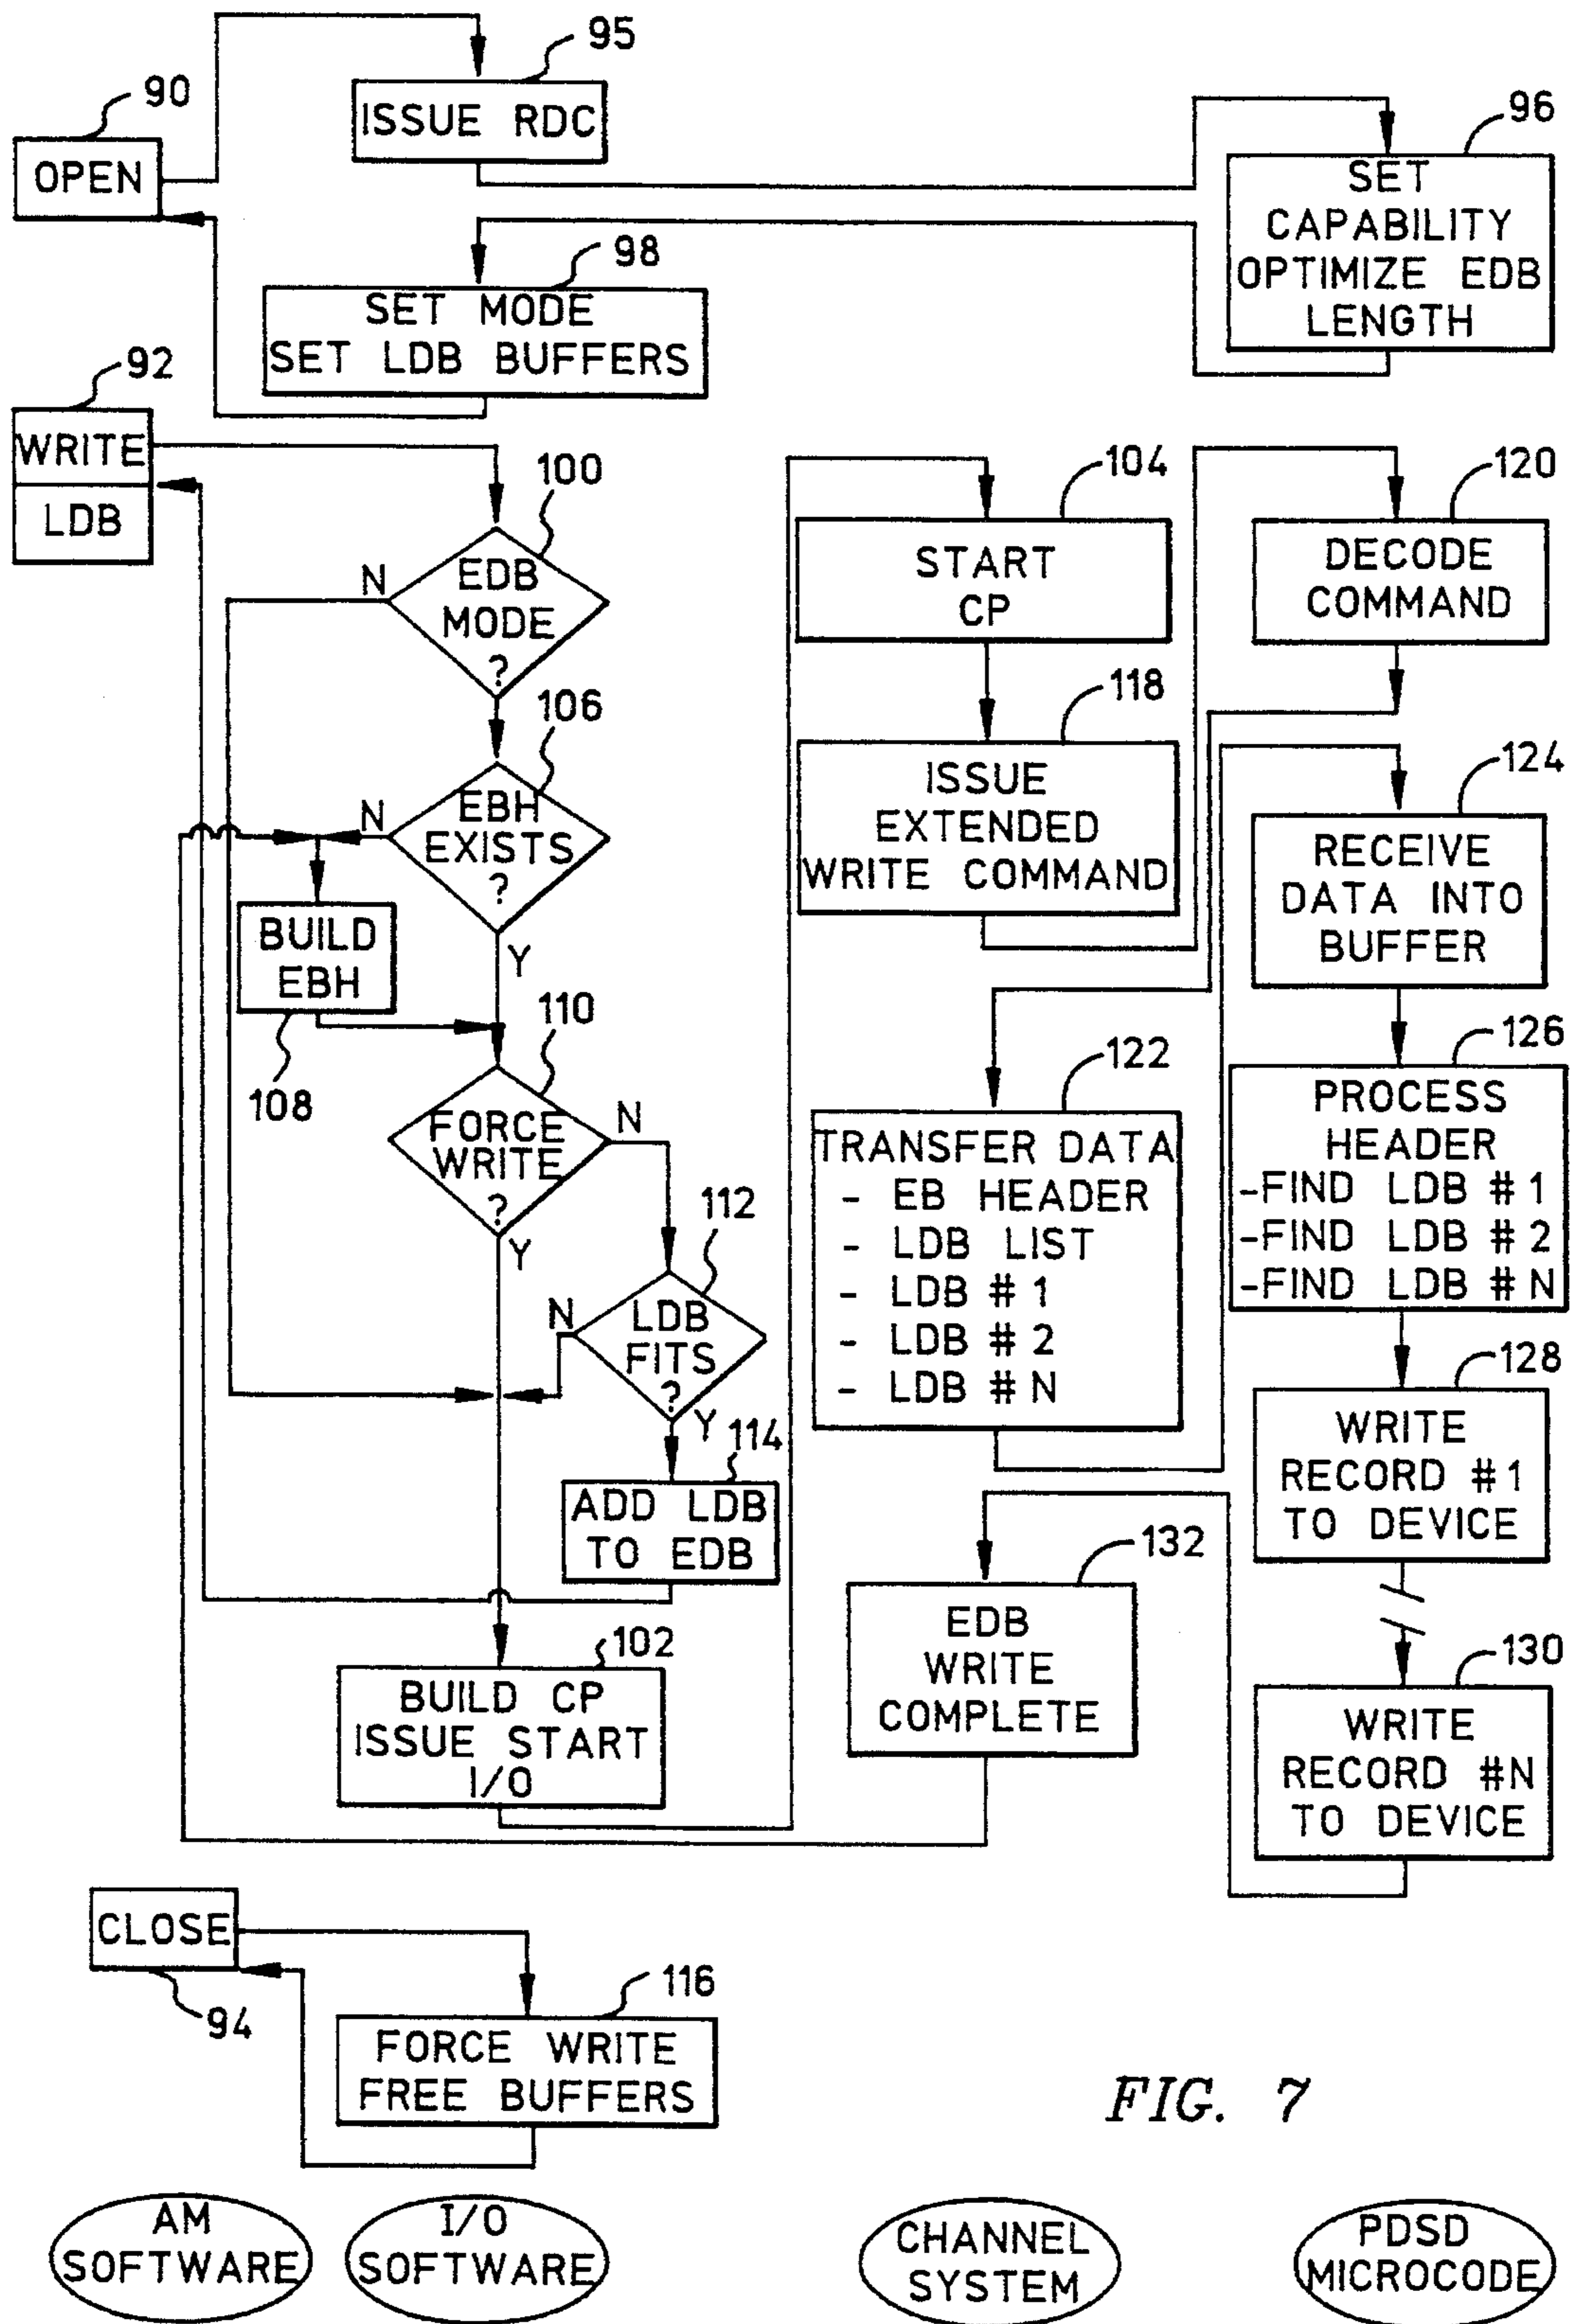 95
90
ISSUE RDC
96
OPEN
SET
CAPABILITY
OPTIMIZE EDB
LENGTH
98
SET MODE
SET LDB BUFFERS
92
WRITE
LDB
100
EDB
MODE
?
N
104
START
CP
120
DECODE
COMMAND
106
EBH
EXISTS
?
N
Y
118
ISSUE
EXTENDED
WRITE COMMAND
124
RECEIVE
DATA INTO
BUFFER
BUILD
EBH
108
110
FORCE
WRITE
?
N
Y
122
TRANSFER DATA
- EB HEADER
- LDB LIST
- LDB #1
- LDB #2
- LDB #N
126
PROCESS
HEADER
-FIND LDB #1
-FIND LDB #2
-FIND LDB #N
112
LDB
FITS
?
N
Y
114
ADD LDB
TO EDB
128
WRITE
RECORD #1
TO DEVICE
132
EDB
WRITE
COMPLETE
102
BUILD CP
ISSUE START
I/O
130
WRITE
RECORD #N
TO DEVICE
CLOSE
94
116
FORCE WRITE
FREE BUFFERS
FIG. 7
AM
SOFTWARE
I/O
SOFTWARE
CHANNEL
SYSTEM
PDSD
MICROCODE